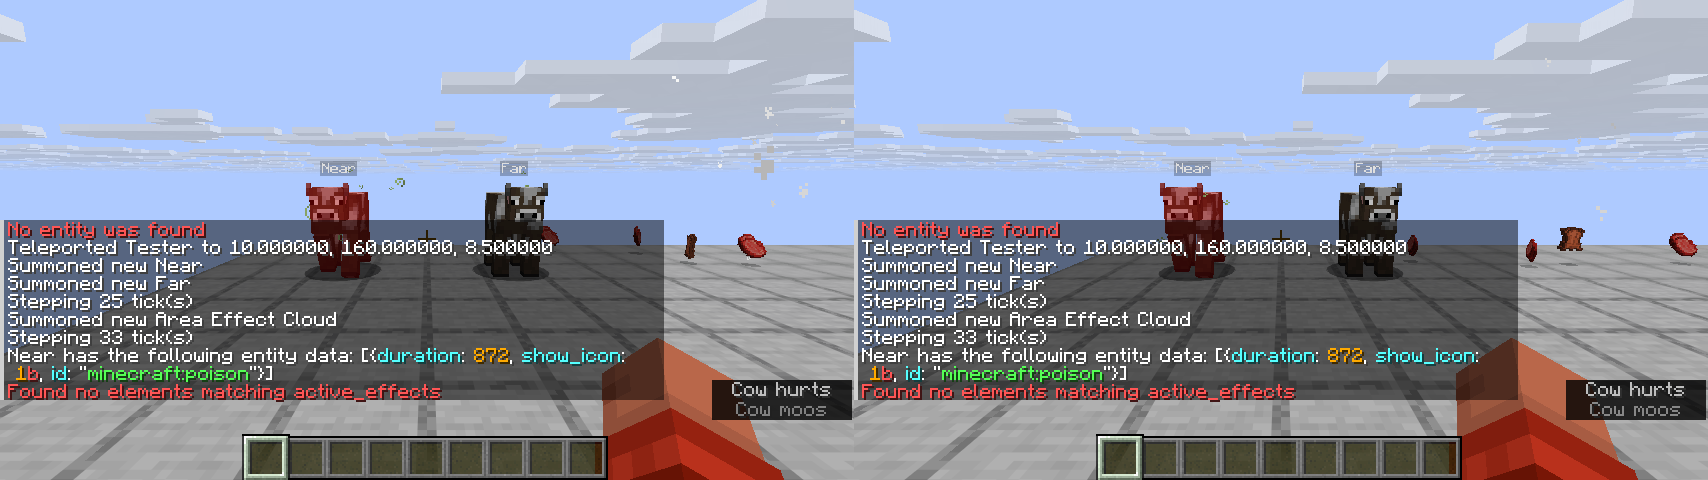 Near
Far
No entity was found
Teleported Tester to 10.000000, 160.000000, 8.500000
Summoned new Near
Summoned new Far
Stepping 25 tick(s)
Summoned new Area Effect Cloud
Stepping 33 tick(s)
Near has the following entity data: [{duration: 872, show_icon:
1b, id: "minecraft:poison"}]
Found no elements matching active_effects
Cow hurts
Cow moos
Near
Far
No entity was found
Teleported Tester to 10.000000, 160.000000, 8.500000
Summoned new Near
Summoned new Far
Stepping 25 tick(s)
Summoned new Area Effect Cloud
Stepping 33 tick(s)
Near has the following entity data: [{duration: 872, show_icon:
1b, id: "minecraft:poison"}]
Found no elements matching active_effects
Cow hurts
Cow moos